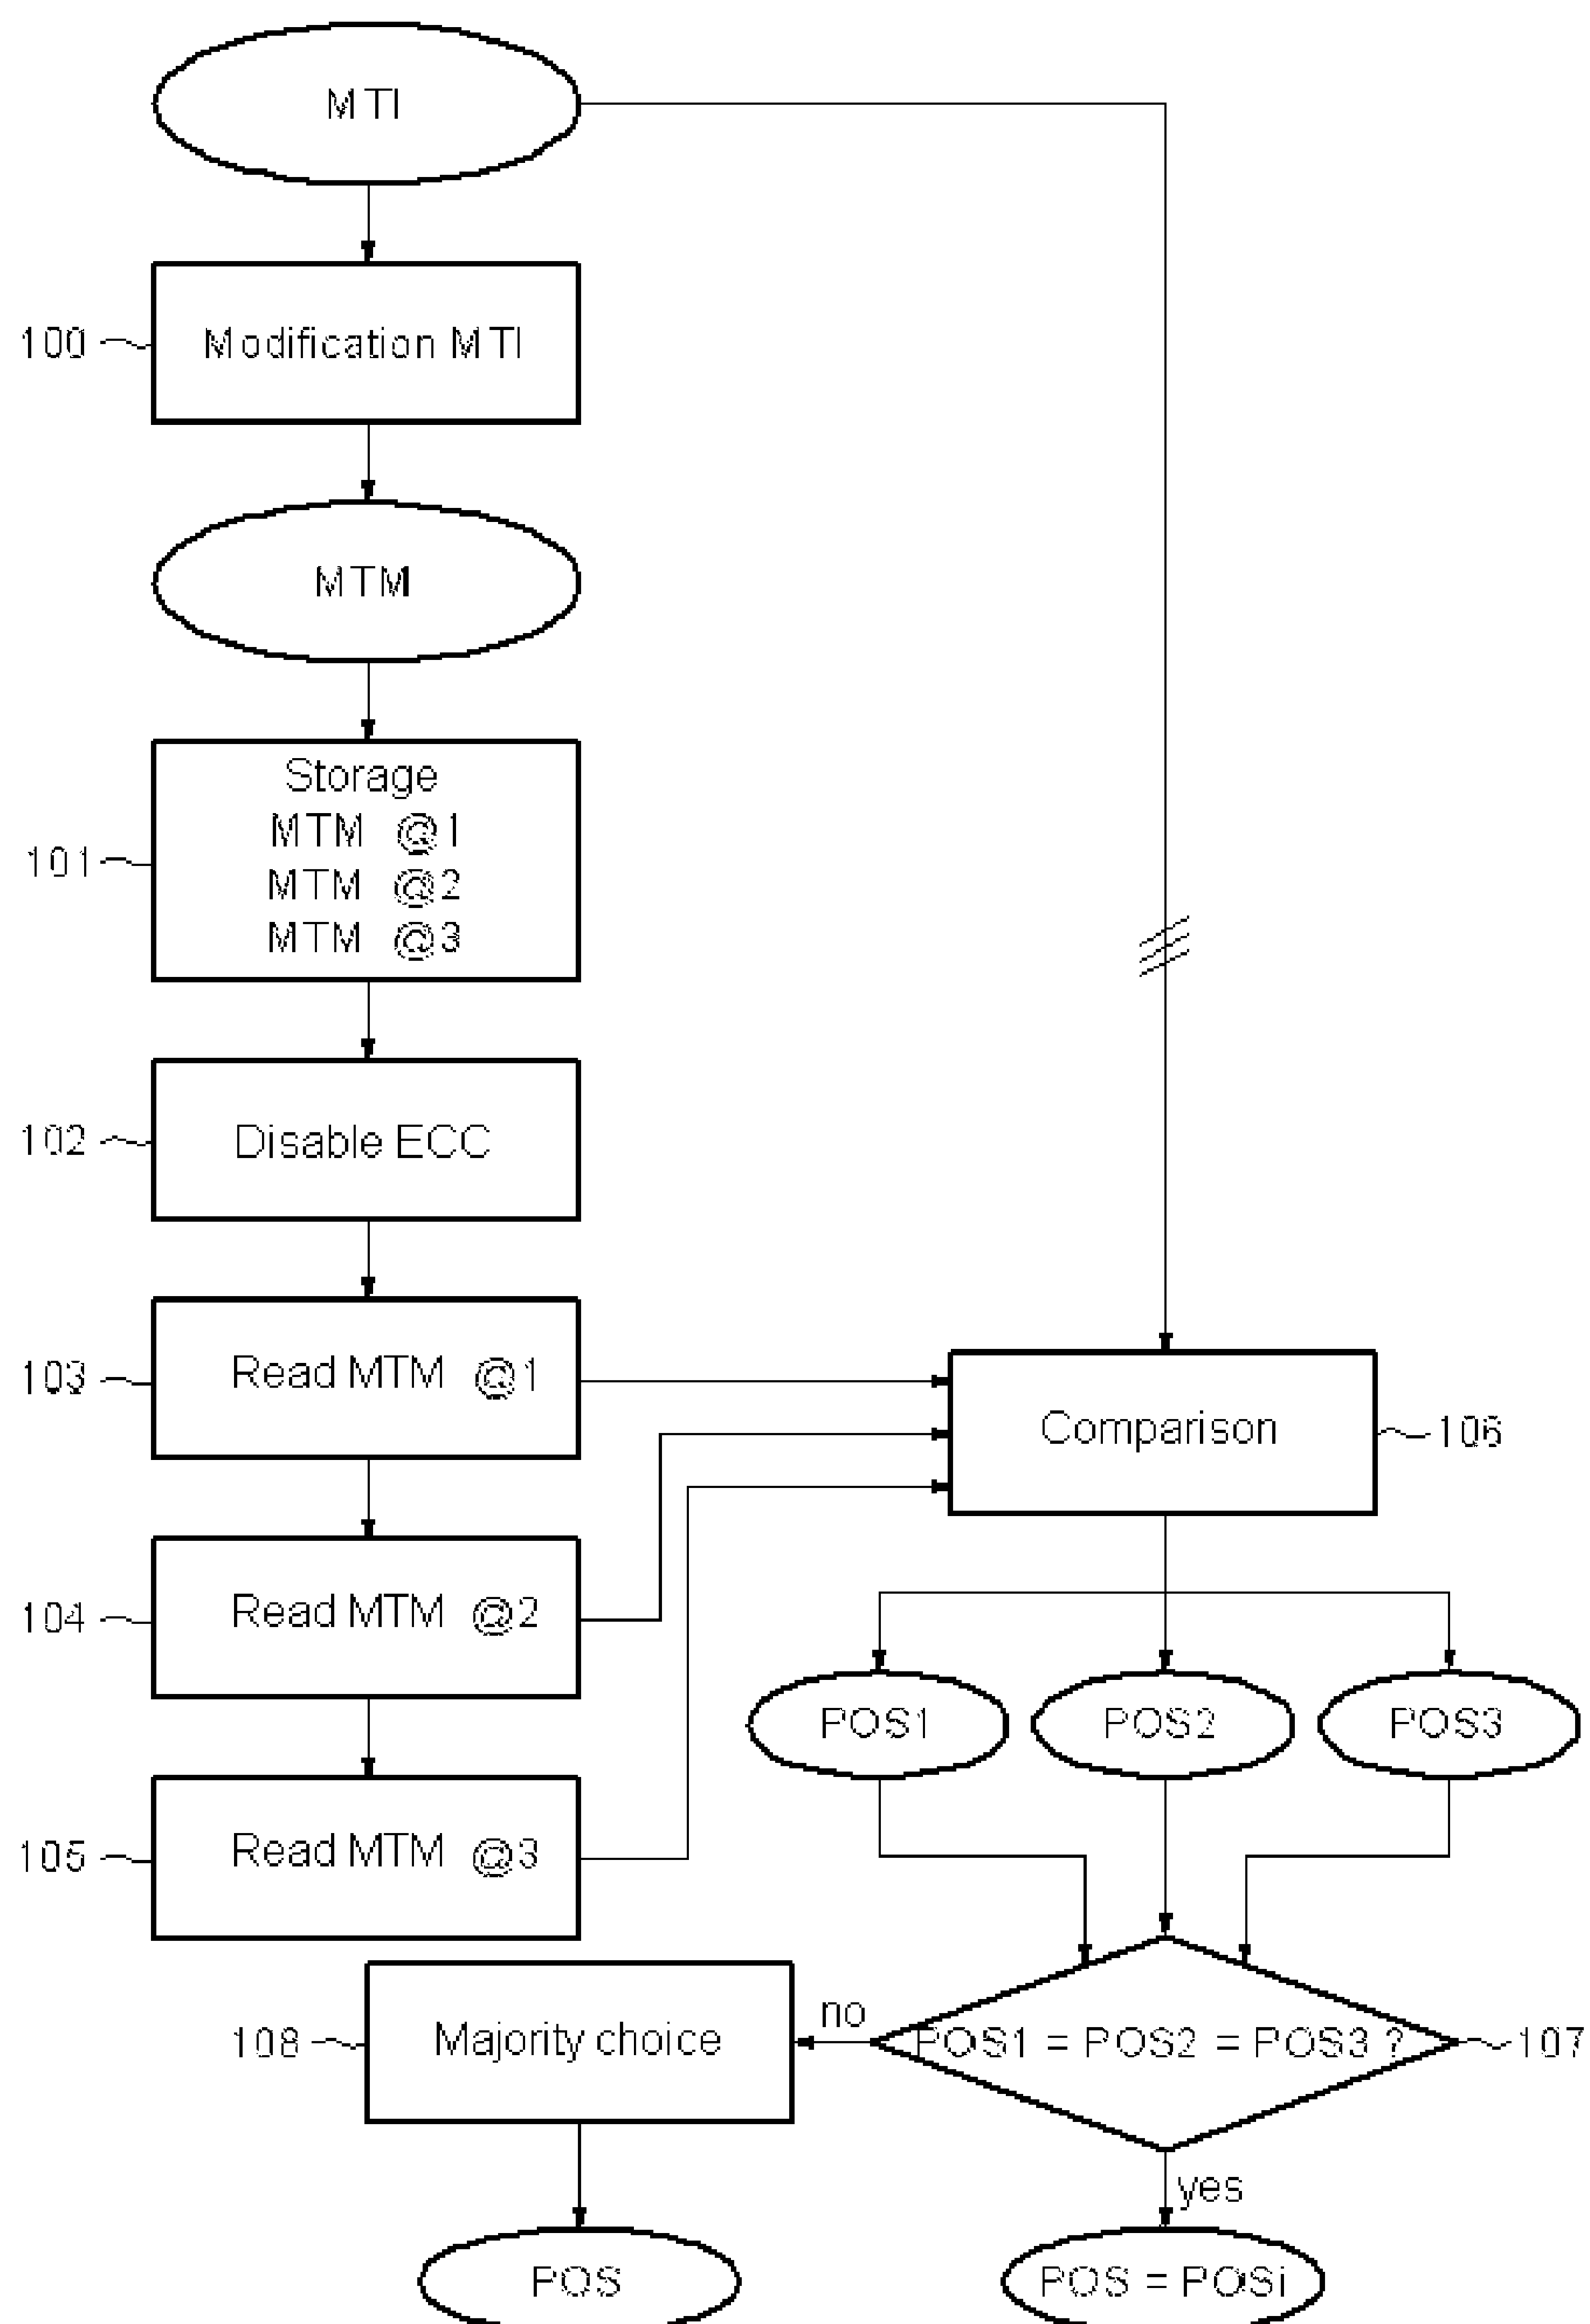 MTI
100
Modification MTI
MTM
101
Storage
MTM @1
MTM @2
MTM @3
102
Disable ECC
103
Read MTM @1
Comparison
106
104
Read MTM @2
POS1
POS2
POS3
105
Read MTM @3
108
Majority choice
no
POS1 = POS2 = POS3 ?
107
yes
POS
POS = POSi